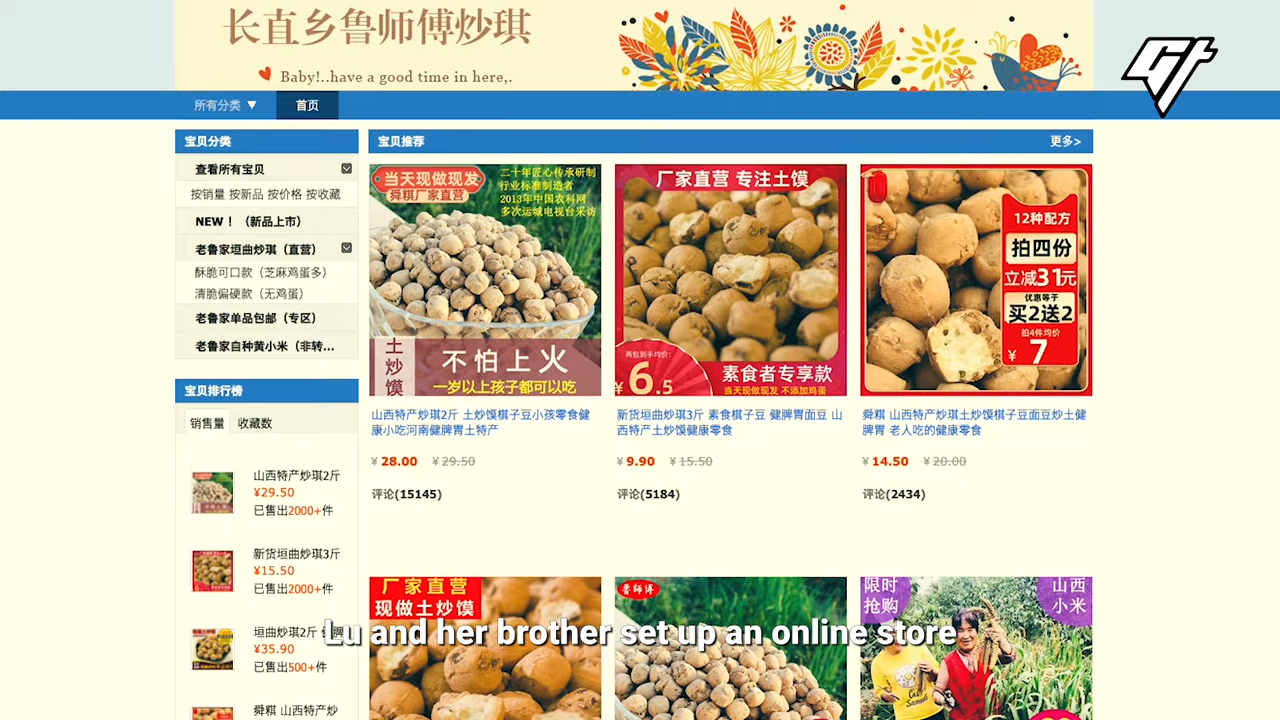 长直乡鲁师傅炒琪
Baby!..have a good time in here,.
GT
所有分类 ▼ 首页
宝贝分类
查看所有宝贝
按销量 按新品 按价格 按收藏
NEW！（新品上市）
老鲁家垣曲炒琪（直营）
酥脆可口款（芝麻鸡蛋多）
清脆偏硬款（无鸡蛋）
老鲁家单品包邮（专区）
老鲁家自种黄小米（非转...
宝贝排行榜
销售量 收藏数
山西特产炒琪2斤
¥29.50
已售出2000+件
新货垣曲炒琪3斤
¥15.50
已售出2000+件
垣曲炒琪2斤 健脾
¥35.90
已售出500+件
舜粸 山西特产炒
宝贝推荐 更多>
当天现做现发
舜粸厂家直营
二十年匠心传承研制
行业标准制造者
2013年中国农科网
多次运城电视台采访
土炒馍
不怕上火
一岁以上孩子都可以吃
山西特产炒琪2斤 土炒馍棋子豆小孩零食健
康小吃河南健脾胃土特产
¥ 28.00 ¥ 29.50
评论(15145)
厂家直营 专注土馍
两包到手均价：
¥ 6.5
素食者专享款
当天现做现发 不添加鸡蛋
新货垣曲炒琪3斤 素食棋子豆 健脾胃面豆 山
西特产土炒馍健康零食
¥ 9.90 ¥ 15.50
评论(5184)
12种配方
拍四份
立减31元
优惠等于
买2送2
拍4件均价
¥ 7
舜粸 山西特产炒琪土炒馍棋子豆面豆炒土健
脾胃 老人吃的健康零食
¥ 14.50 ¥ 20.00
评论(2434)
厂家直营
现做土炒馍
鲁师傅
限时
抢购
山西
小米
Lu and her brother set up an online store